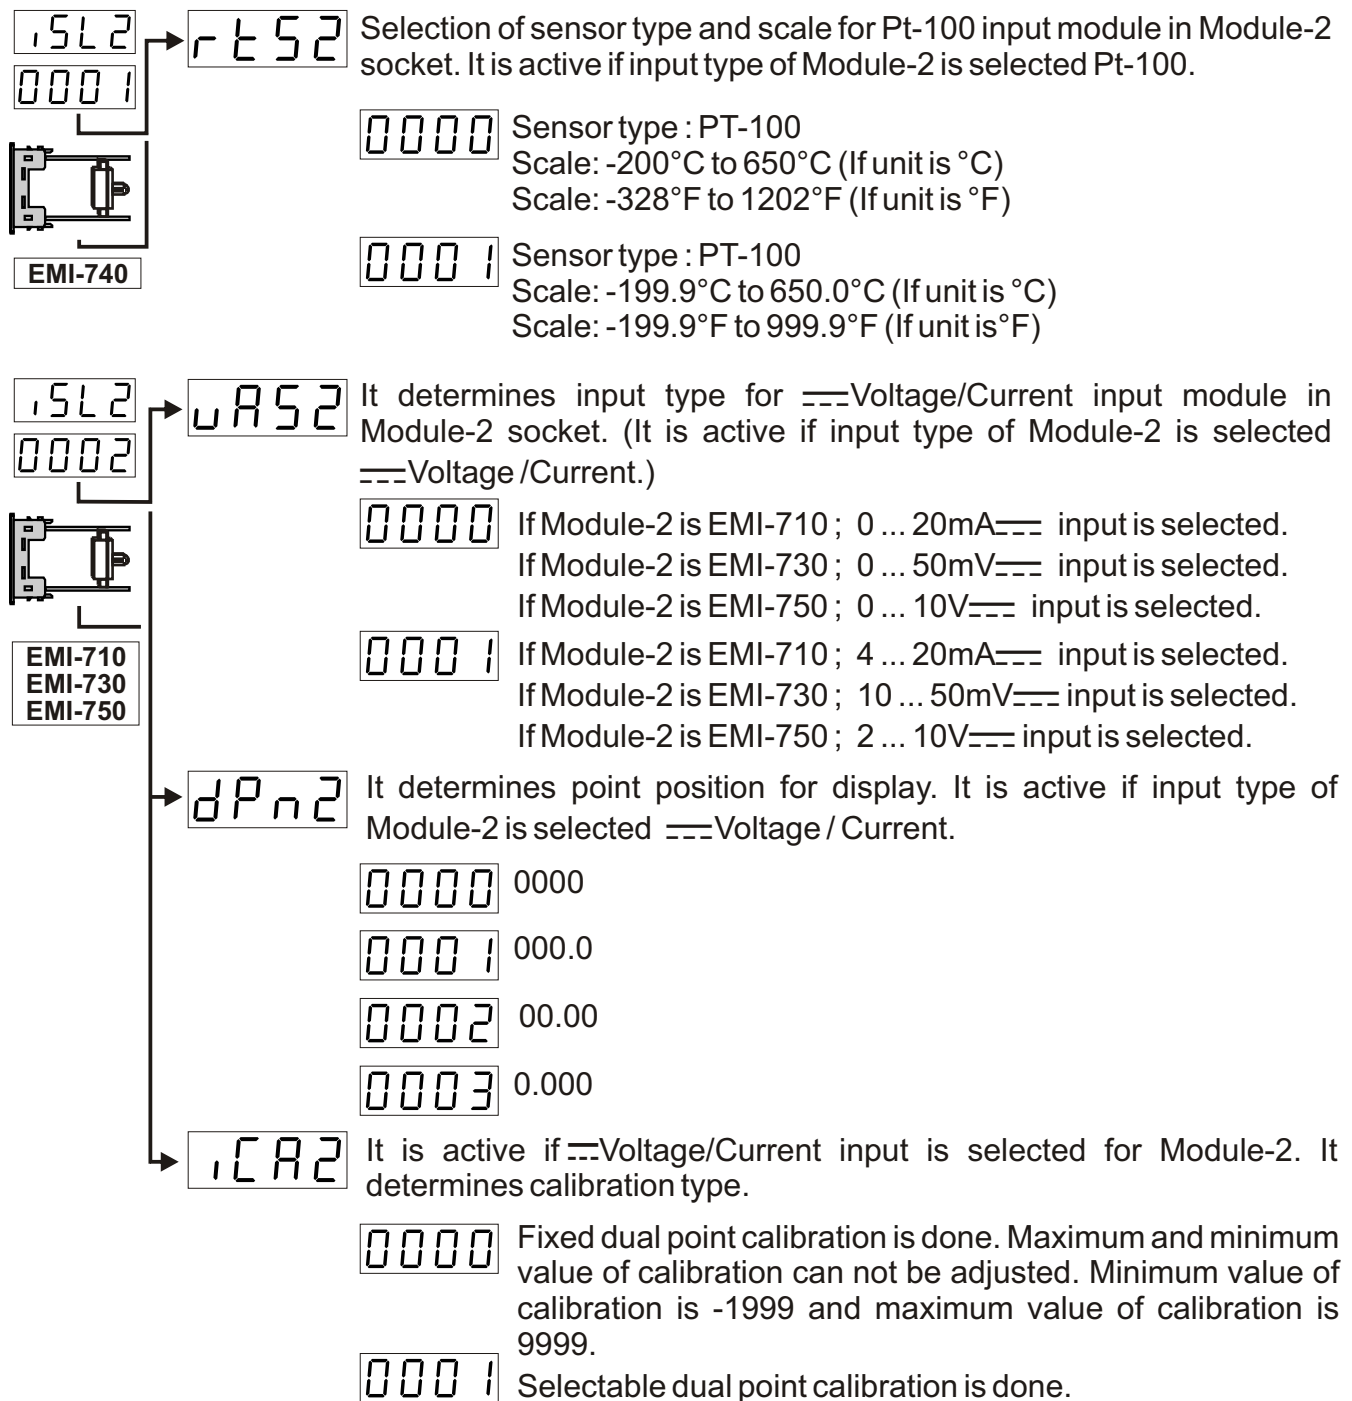 iSL2
rtS2
Selection of sensor type and scale for Pt-100 input module in Module-2
0001
socket. It is active if input type of Module-2 is selected Pt-100.
0000
Sensor type : PT-100
Scale: -200°C to 650°C (If unit is °C)
Scale: -328°F to 1202°F (If unit is °F)
EMI-740
0001
Sensor type : PT-100
Scale: -199.9°C to 650.0°C (If unit is °C)
Scale: -199.9°F to 999.9°F (If unit is°F)
iSL2
uAS2
It determines input type for ⎓Voltage/Current input module in
0002
Module-2 socket. (It is active if input type of Module-2 is selected
⎓Voltage /Current.)
0000
If Module-2 is EMI-710 ; 0 ... 20mA⎓ input is selected.
If Module-2 is EMI-730 ; 0 ... 50mV⎓ input is selected.
If Module-2 is EMI-750 ; 0 ... 10V⎓ input is selected.
EMI-710
EMI-730
EMI-750
0001
If Module-2 is EMI-710 ; 4 ... 20mA⎓ input is selected.
If Module-2 is EMI-730 ; 10 ... 50mV⎓ input is selected.
If Module-2 is EMI-750 ; 2 ... 10V⎓ input is selected.
dPn2
It determines point position for display. It is active if input type of
Module-2 is selected ⎓Voltage / Current.
0000 0000
0001 000.0
0002 00.00
0003 0.000
iCA2
It is active if ⎓Voltage/Current input is selected for Module-2. It
determines calibration type.
0000
Fixed dual point calibration is done. Maximum and minimum
value of calibration can not be adjusted. Minimum value of
calibration is -1999 and maximum value of calibration is
9999.
0001
Selectable dual point calibration is done.